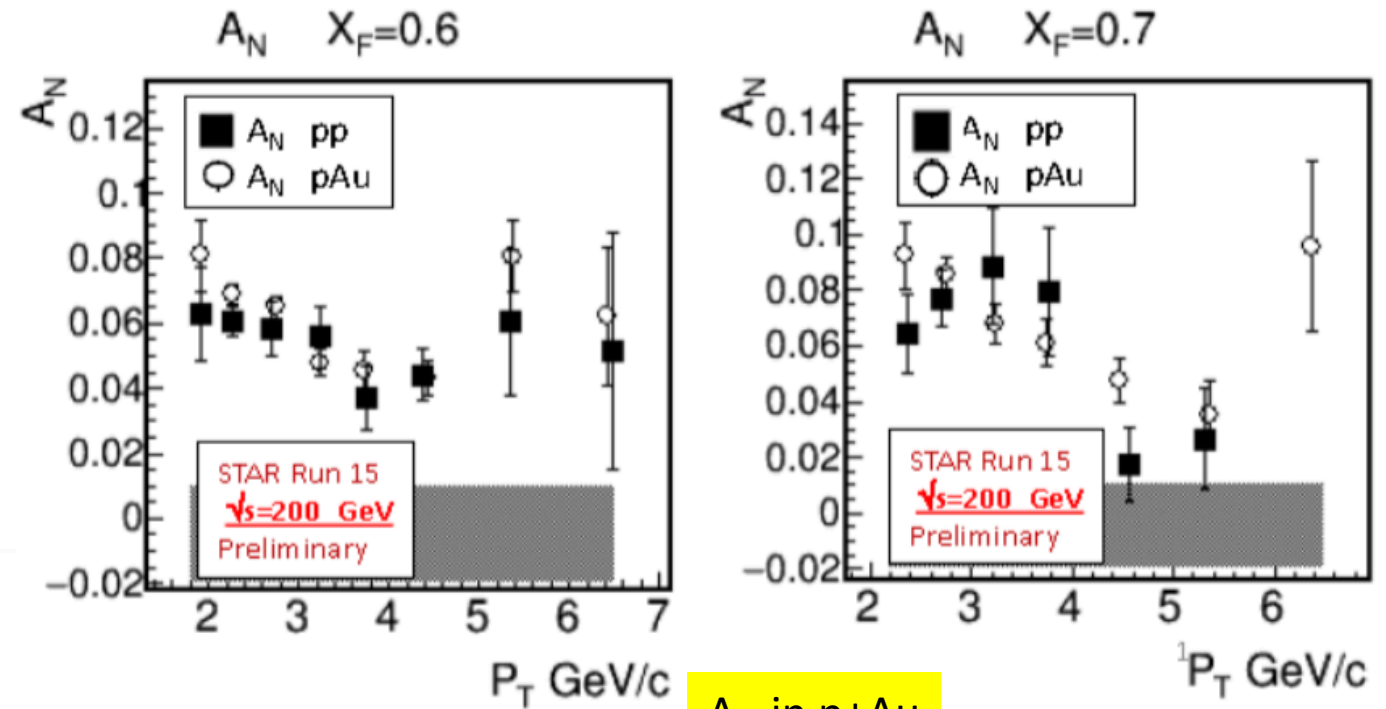 A_N X_F=0.6
A_N
0.12
0.1
0.08
0.06
0.04
0.02
0
−0.02
A_N pp
A_N pAu
STAR Run 15
√s=200 GeV
Preliminary
2 3 4 5 6 7
P_T GeV/c
A_N X_F=0.7
A_N
0.14
0.12
0.1
0.08
0.06
0.04
0.02
0
−0.02
A_N pp
A_N pAu
STAR Run 15
√s=200 GeV
Preliminary
2 3 4 5 6
1
P_T GeV/c
in p+Au